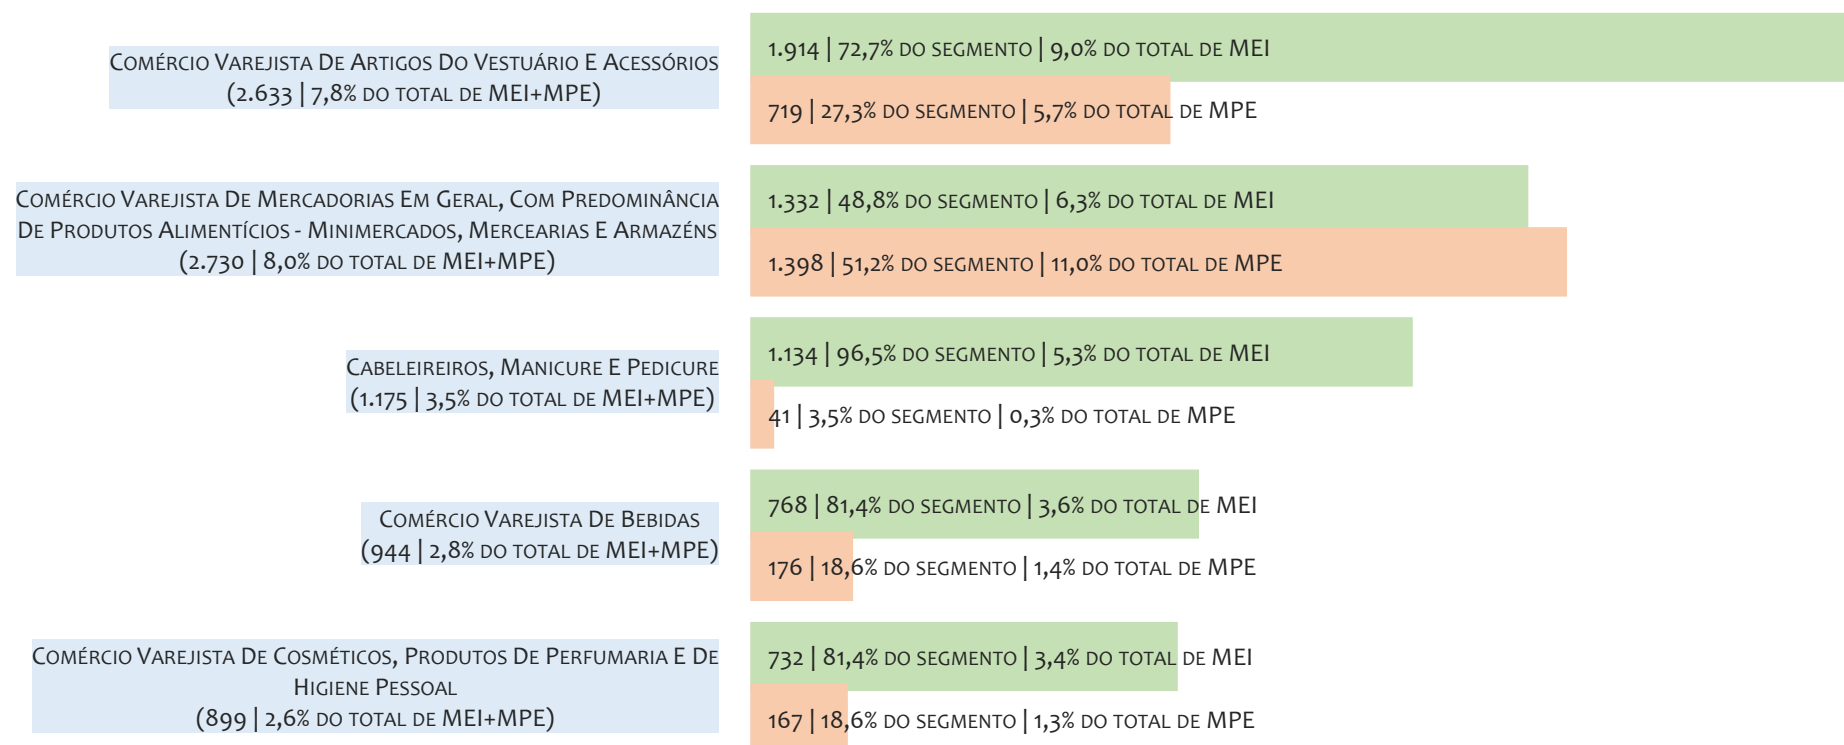 Comércio Varejista De Artigos Do Vestuário E Acessórios
(2.633 | 7,8% do total de MEI+MPE)
1.914 | 72,7% do segmento | 9,0% do total de MEI
719 | 27,3% do segmento | 5,7% do total de MPE
Comércio Varejista De Mercadorias Em Geral, Com Predominância
De Produtos Alimentícios - Minimercados, Mercearias E Armazéns
(2.730 | 8,0% do total de MEI+MPE)
1.332 | 48,8% do segmento | 6,3% do total de MEI
1.398 | 51,2% do segmento | 11,0% do total de MPE
Cabeleireiros, Manicure E Pedicure
(1.175 | 3,5% do total de MEI+MPE)
1.134 | 96,5% do segmento | 5,3% do total de MEI
41 | 3,5% do segmento | 0,3% do total de MPE
Comércio Varejista De Bebidas
(944 | 2,8% do total de MEI+MPE)
768 | 81,4% do segmento | 3,6% do total de MEI
176 | 18,6% do segmento | 1,4% do total de MPE
Comércio Varejista De Cosméticos, Produtos De Perfumaria E De
Higiene Pessoal
(899 | 2,6% do total de MEI+MPE)
732 | 81,4% do segmento | 3,4% do total de MEI
167 | 18,6% do segmento | 1,3% do total de MPE